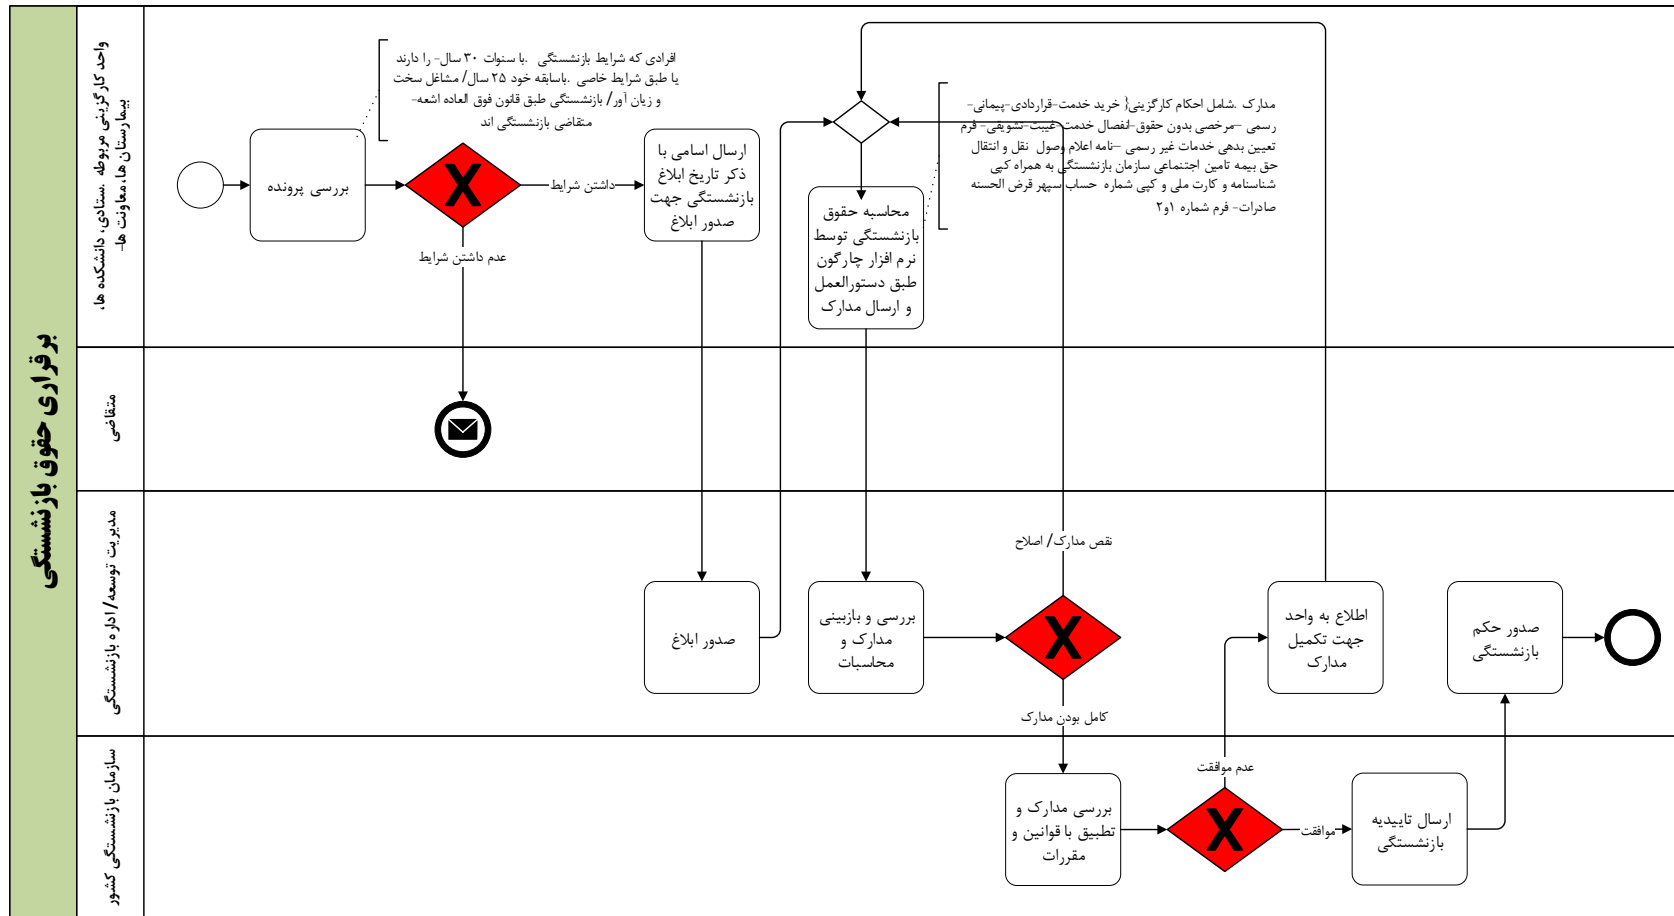 برقراری حقوق بازنشستگی
واحد کارگزینی مربوطه .ستادی، دانشکده ها،
بیمارستان ها، معاونت ها-
متقاضی
مدیریت توسعه/ اداره بازنشستگی
سازمان بازنشستگی کشور
افرادی که شرایط بازنشستگی .با سنوات ۳۰ سال- را دارند
یا طبق شرایط خاصی .باسابقه خود ۲۵ سال/ مشاغل سخت
و زیان آور/ بازنشستگی طبق قانون فوق العاده اشعه-
متقاضی بازنشستگی اند
بررسی پرونده
داشتن شرایط
عدم داشتن شرایط
ارسال اسامی با
ذکر تاریخ ابلاغ
بازنشستگی جهت
صدور ابلاغ
مدارک .شامل احکام کارگزینی{ خرید خدمت-قراردادی-پیمانی-
رسمی –مرخصی بدون حقوق-انفصال خدمت-غیبت-تشویقی- فرم
تعیین بدهی خدمات غیر رسمی –نامه اعلام وصول نقل و انتقال
حق بیمه تامین اجتماعی سازمان بازنشستگی به همراه کپی
شناسنامه و کارت ملی و کپی شماره حساب سپهر قرض الحسنه
صادرات- فرم شماره ۱و۲
محاسبه حقوق
بازنشستگی توسط
نرم افزار چارگون
طبق دستورالعمل
و ارسال مدارک
صدور ابلاغ
بررسی و بازبینی
مدارک و
محاسبات
نقص مدارک/ اصلاح
کامل بودن مدارک
اطلاع به واحد
جهت تکمیل
مدارک
صدور حکم
بازنشستگی
بررسی مدارک و
تطبیق با قوانین و
مقررات
عدم موافقت
موافقت
ارسال تاییدیه
بازنشستگی